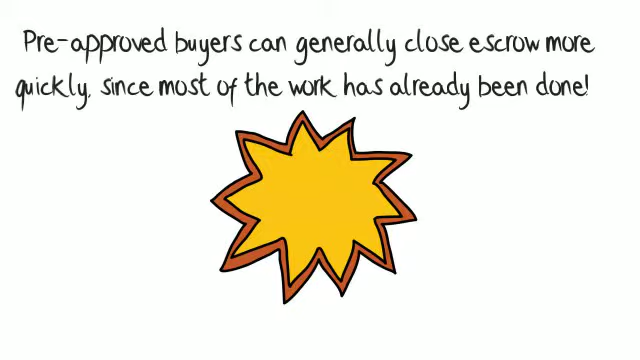 Pre-approved buyers can generally close escrow more
quickly, since most of the work has already been done!